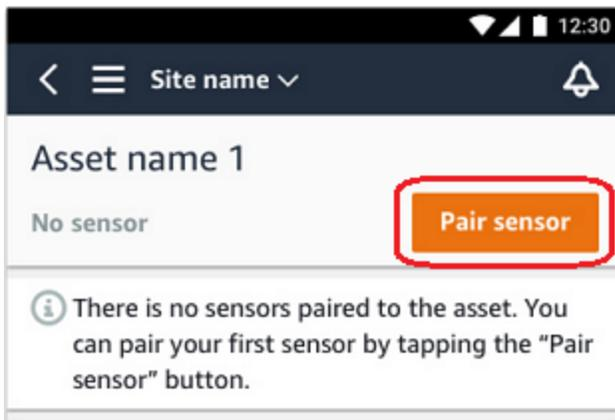 12:30
Site name
Asset name 1
No sensor
Pair sensor
There is no sensors paired to the asset. You
can pair your first sensor by tapping the “Pair
sensor” button.